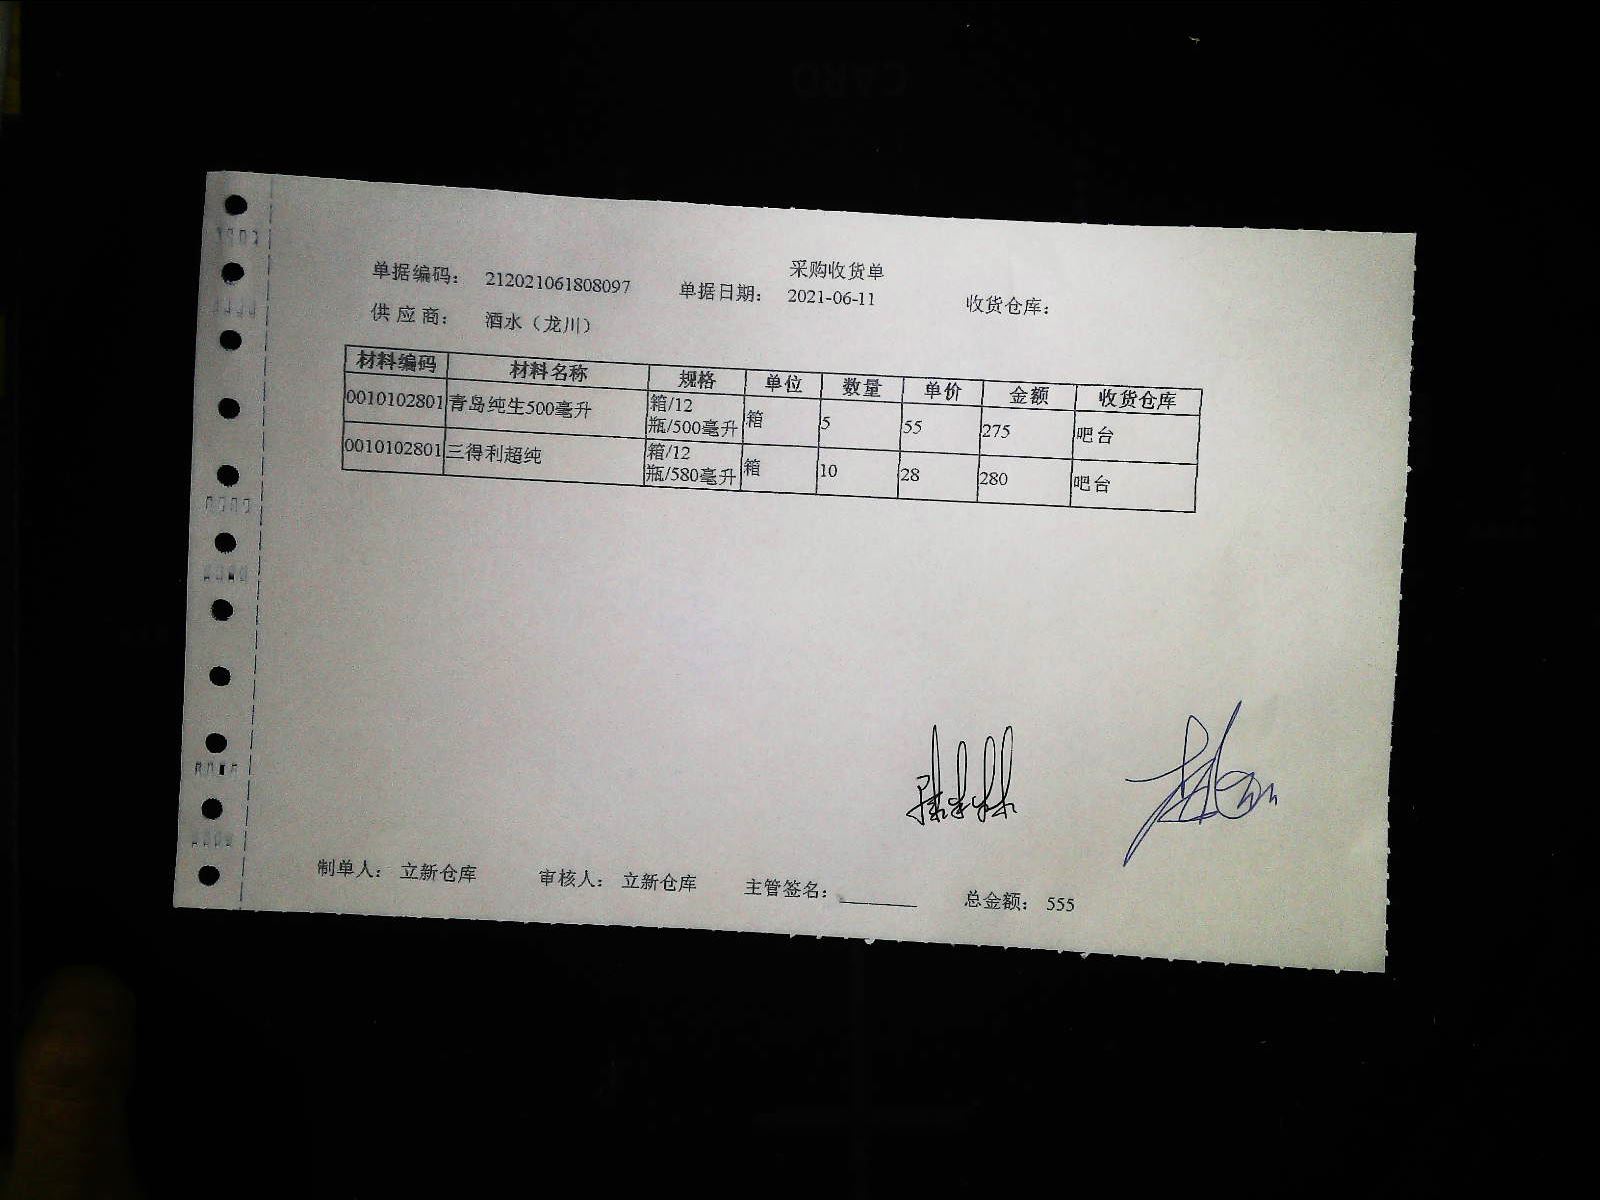 采购收货单
单据编码： 212021061808097 单据日期： 2021-06-11 收货仓库：
供应商： 酒水（龙川）
材料编码 材料名称 规格 单位 数量 单价 金额 收货仓库
0010102801 青岛纯生500毫升 箱/12瓶/500毫升 箱 5 55 275 吧台
0010102801 三得利超纯 箱/12瓶/580毫升 箱 10 28 280 吧台
制单人： 立新仓库 审核人： 立新仓库 主管签名： 总金额： 555